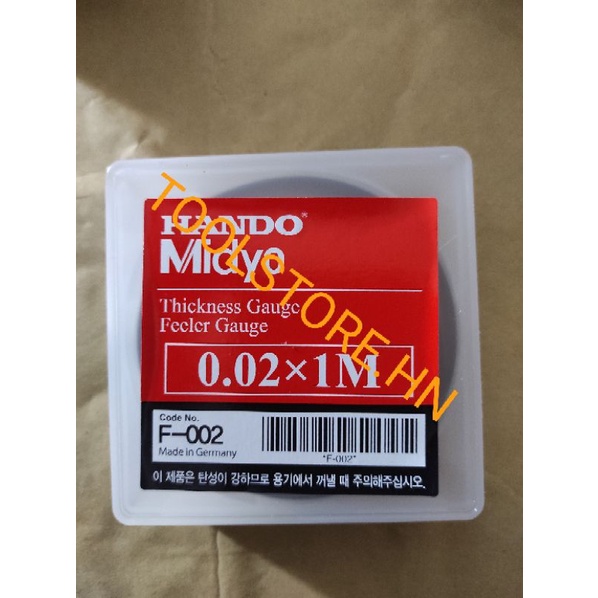 HANDO®
Midyo
Thickness Gauge
Feeler Gauge
0.02×1M
Code No.
F-002
Made in Germany
*F-002*
이 제품은 탄성이 강하므로 용기에서 꺼낼 때 주의해주십시오.
TOOLSTORE.HN